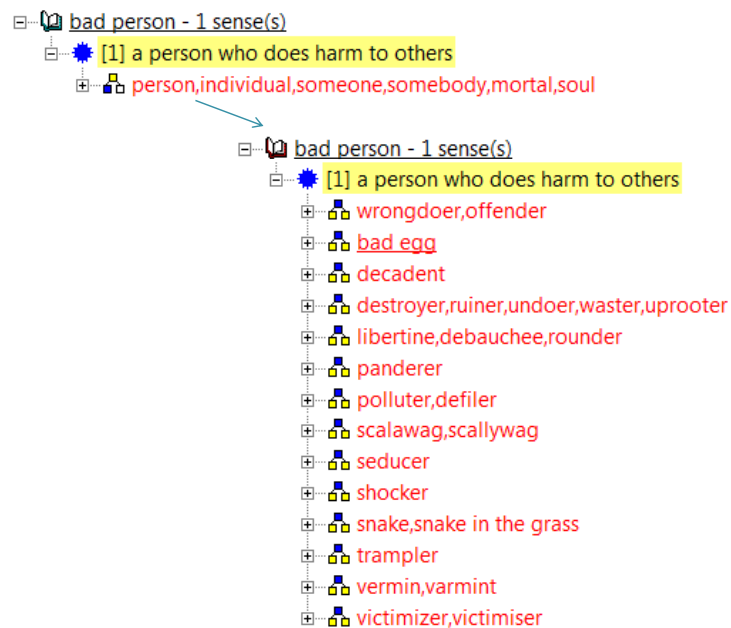 bad person - 1 sense(s)
[1] a person who does harm to others
person,individual,someone,somebody,mortal,soul
bad person - 1 sense(s)
[1] a person who does harm to others
wrongdoer,offender
bad egg
decadent
destroyer,ruiner,undoer,waster,uprooter
libertine,debauchee,rounder
panderer
polluter,defiler
scalawag,scallywag
seducer
shocker
snake,snake in the grass
trampler
vermin,varmint
victimizer,victimiser